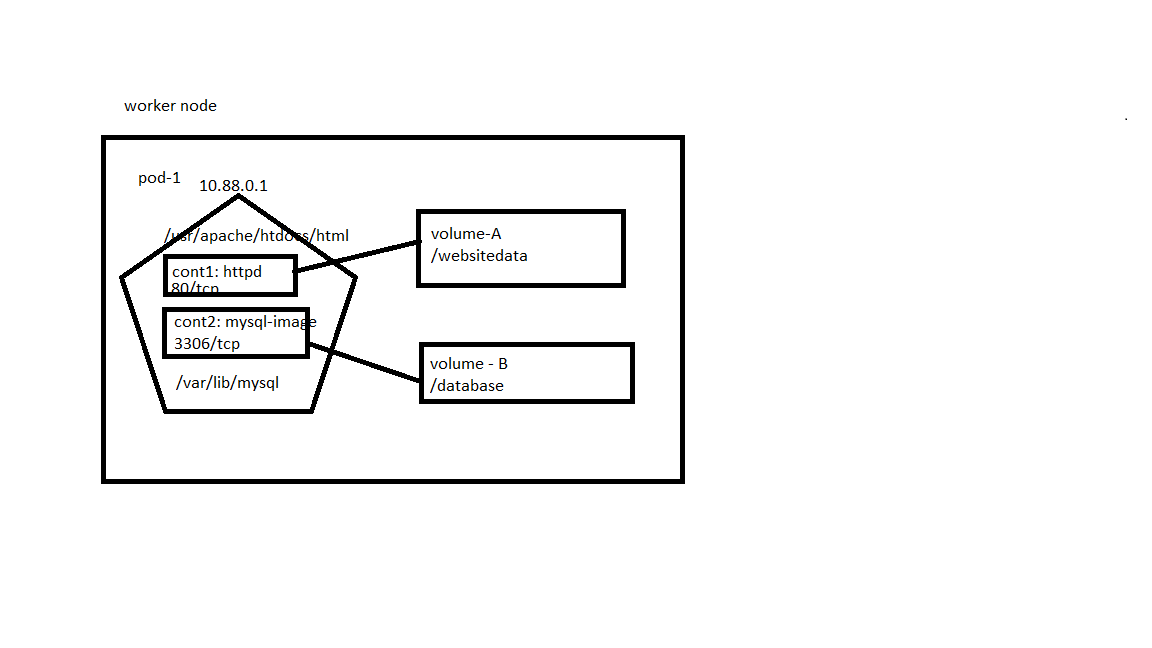 worker node
pod-1
10.88.0.1
/usr/apache/htdocs/html
cont1: httpd
80/tcp
cont2: mysql-image
3306/tcp
/var/lib/mysql
volume-A
/websitedata
volume - B
/database